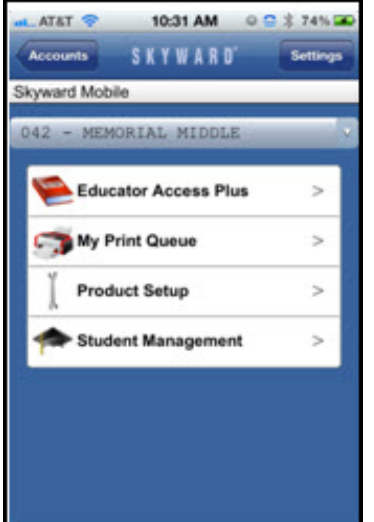 AT&T 10:31 AM 74%
Accounts SKYWARD Settings
Skyward Mobile
042 - MEMORIAL MIDDLE
Educator Access Plus >
My Print Queue >
Product Setup >
Student Management >